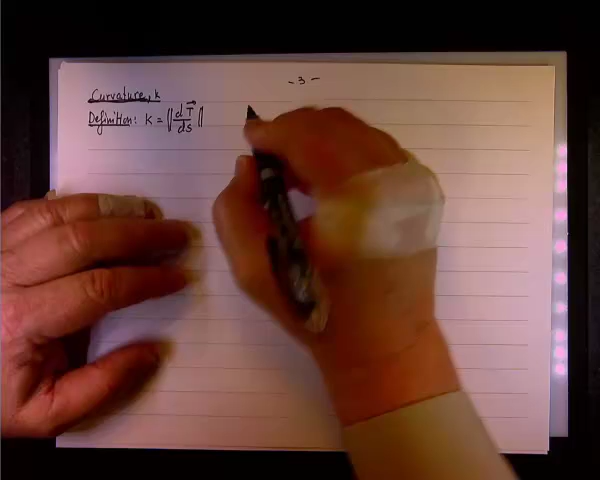 - 3 -
Curvature, k
Definition: K = ‖dT⃗/ds‖